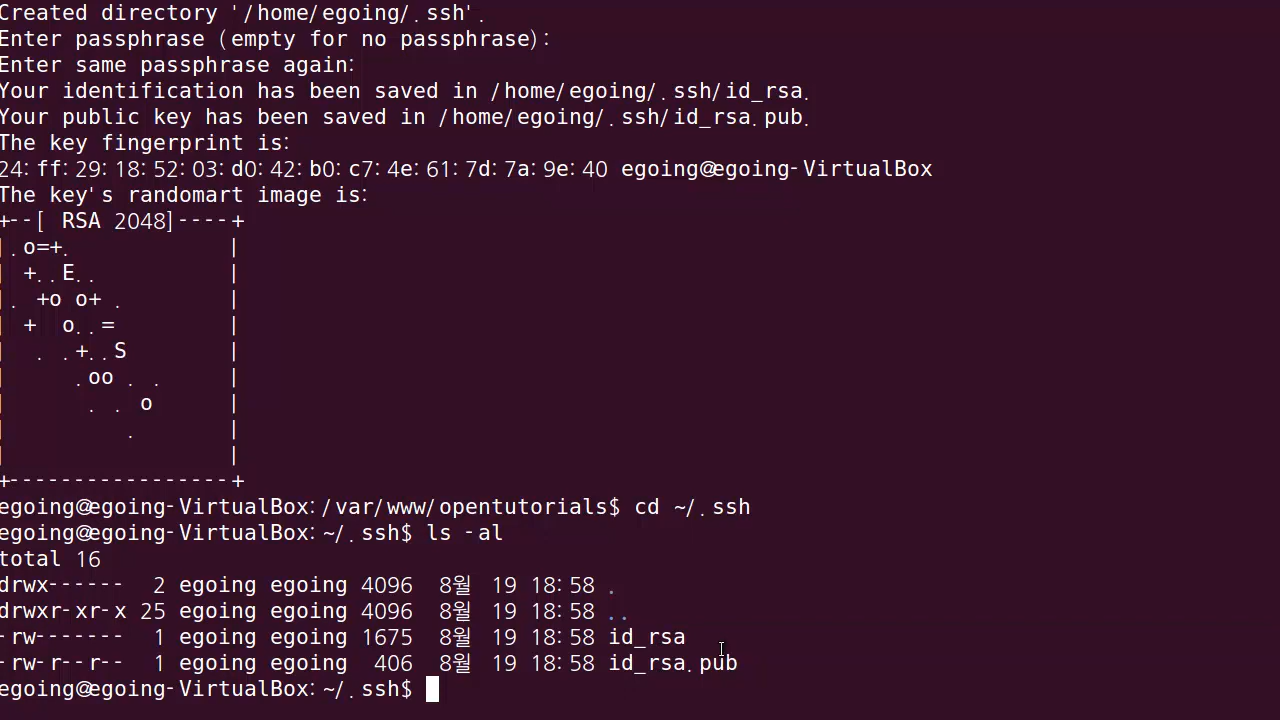 Created directory '/home/egoing/.ssh'.
Enter passphrase (empty for no passphrase):
Enter same passphrase again:
Your identification has been saved in /home/egoing/.ssh/id_rsa.
Your public key has been saved in /home/egoing/.ssh/id_rsa.pub.
The key fingerprint is:
24:ff:29:18:52:03:d0:42:b0:c7:4e:61:7d:7a:9e:40 egoing@egoing-VirtualBox
The key's randomart image is:
+--[ RSA 2048]----+
|.o=+.            |
| +..E..          |
|. +o o+ .        |
| +  o..=         |
|  . .+..S        |
|     .oo . .     |
|      . . o      |
|         .       |
|                 |
+-----------------+
egoing@egoing-VirtualBox:/var/www/opentutorials$ cd ~/.ssh
egoing@egoing-VirtualBox:~/.ssh$ ls -al
total 16
drwx------  2 egoing egoing 4096  8월  19 18:58 .
drwxr-xr-x 25 egoing egoing 4096  8월  19 18:58 ..
-rw-------  1 egoing egoing 1675  8월  19 18:58 id_rsa
-rw-r--r--  1 egoing egoing  406  8월  19 18:58 id_rsa.pub
egoing@egoing-VirtualBox:~/.ssh$